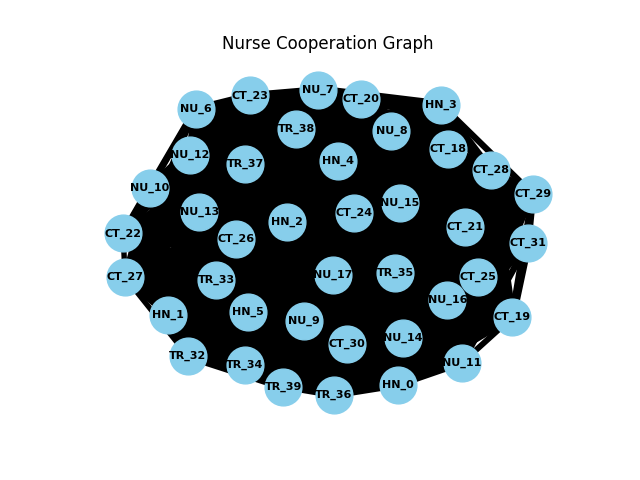 Nurse Cooperation Graph
NU_7
CT_23
CT_20
HN_3
NU_6
TR_38
NU_8
CT_18
NU_12
HN_4
TR_37
CT_28
NU_10
CT_29
NU_15
NU_13
CT_24
HN_2
CT_21
CT_22
CT_26
CT_31
TR_35
NU_17
CT_27
CT_25
TR_33
NU_16
HN_5
HN_1
CT_19
NU_9
NU_14
CT_30
TR_32
NU_11
TR_34
HN_0
TR_39
TR_36